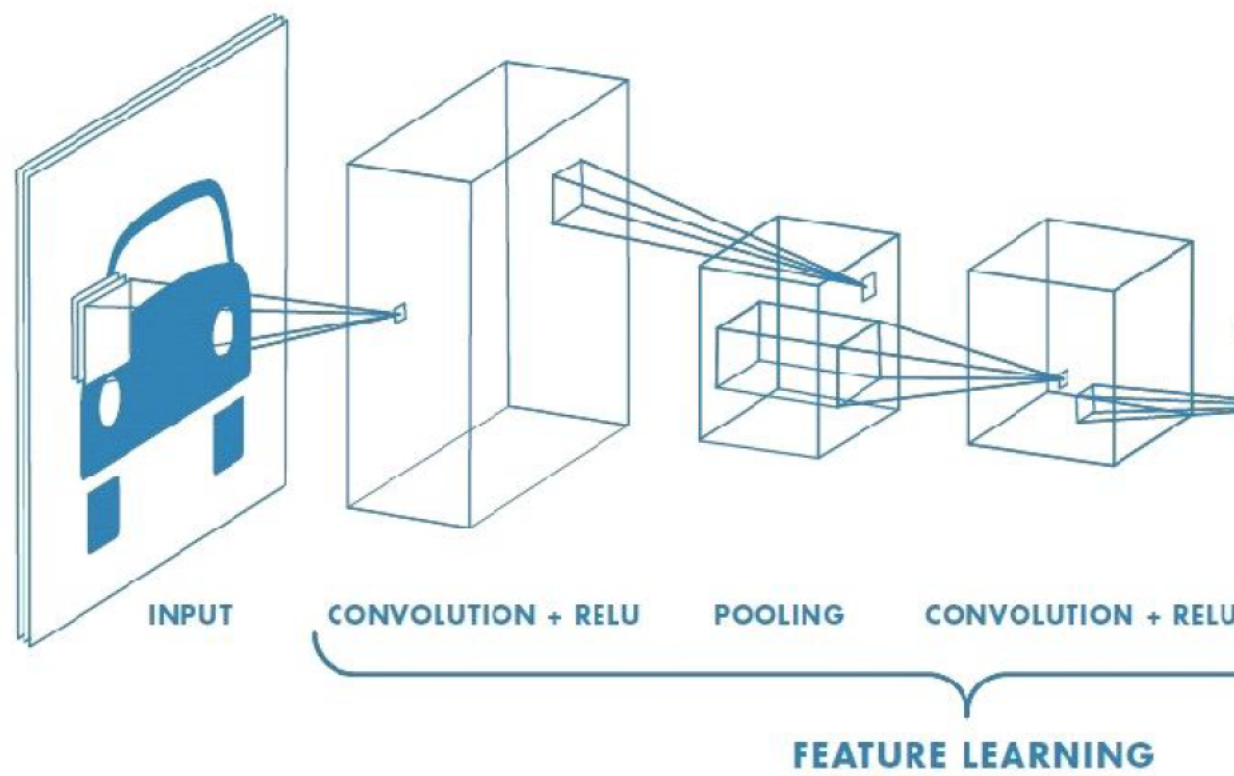 INPUT CONVOLUTION + RELU POOLING CONVOLUTION + RELU
FEATURE LEARNING